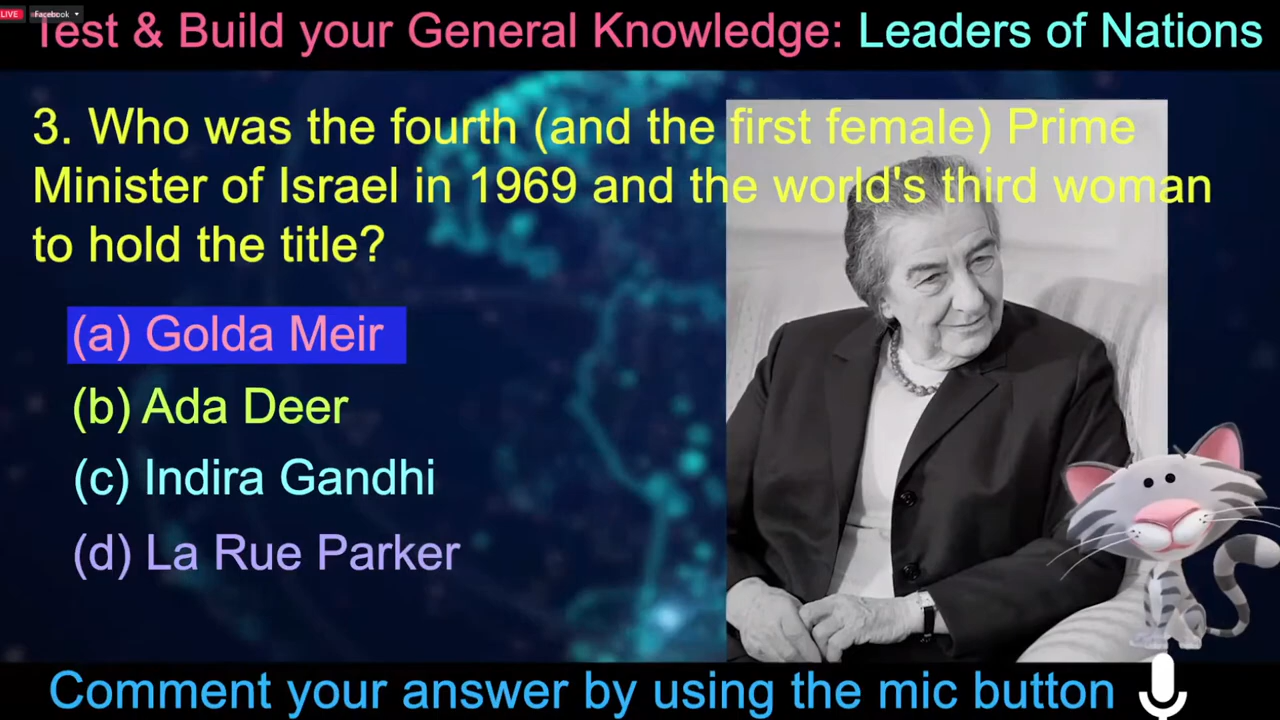 LIVE Facebook
Test & Build your General Knowledge: Leaders of Nations
3. Who was the fourth (and the first female) Prime
Minister of Israel in 1969 and the world's third woman
to hold the title?
(a) Golda Meir
(b) Ada Deer
(c) Indira Gandhi
(d) La Rue Parker
Comment your answer by using the mic button